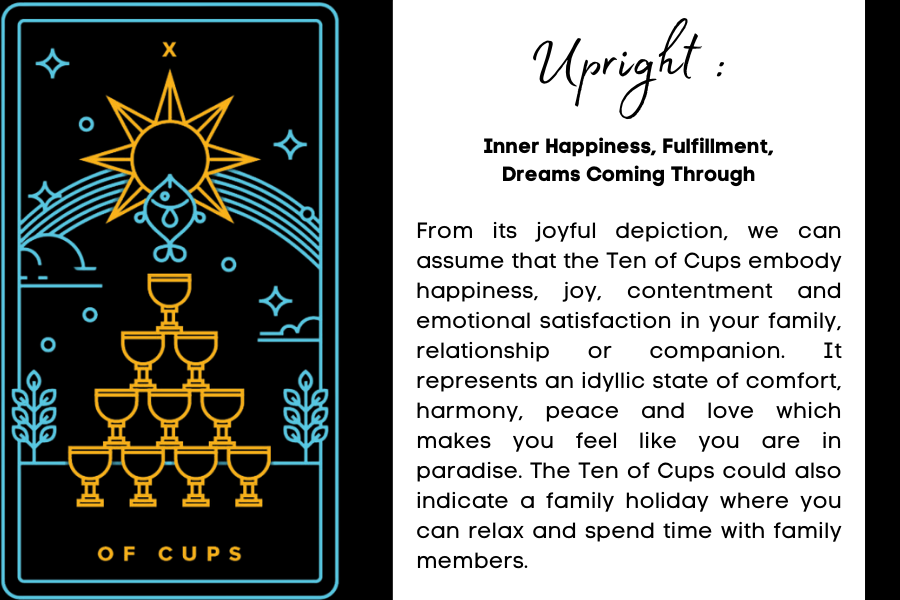 X
OF CUPS
Upright :
Inner Happiness, Fulfillment,
Dreams Coming Through
From its joyful depiction, we can
assume that the Ten of Cups embody
happiness, joy, contentment and
emotional satisfaction in your family,
relationship or companion. It
represents an idyllic state of comfort,
harmony, peace and love which
makes you feel like you are in
paradise. The Ten of Cups could also
indicate a family holiday where you
can relax and spend time with family
members.